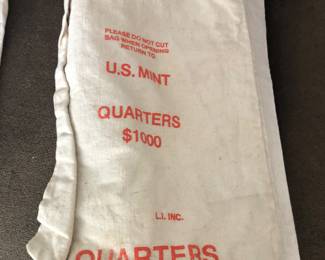 PLEASE DO NOT CUT
BAG WHEN OPENING
RETURN TO
U.S. MINT
QUARTERS
$1000
L.I. INC.
QUARTERS